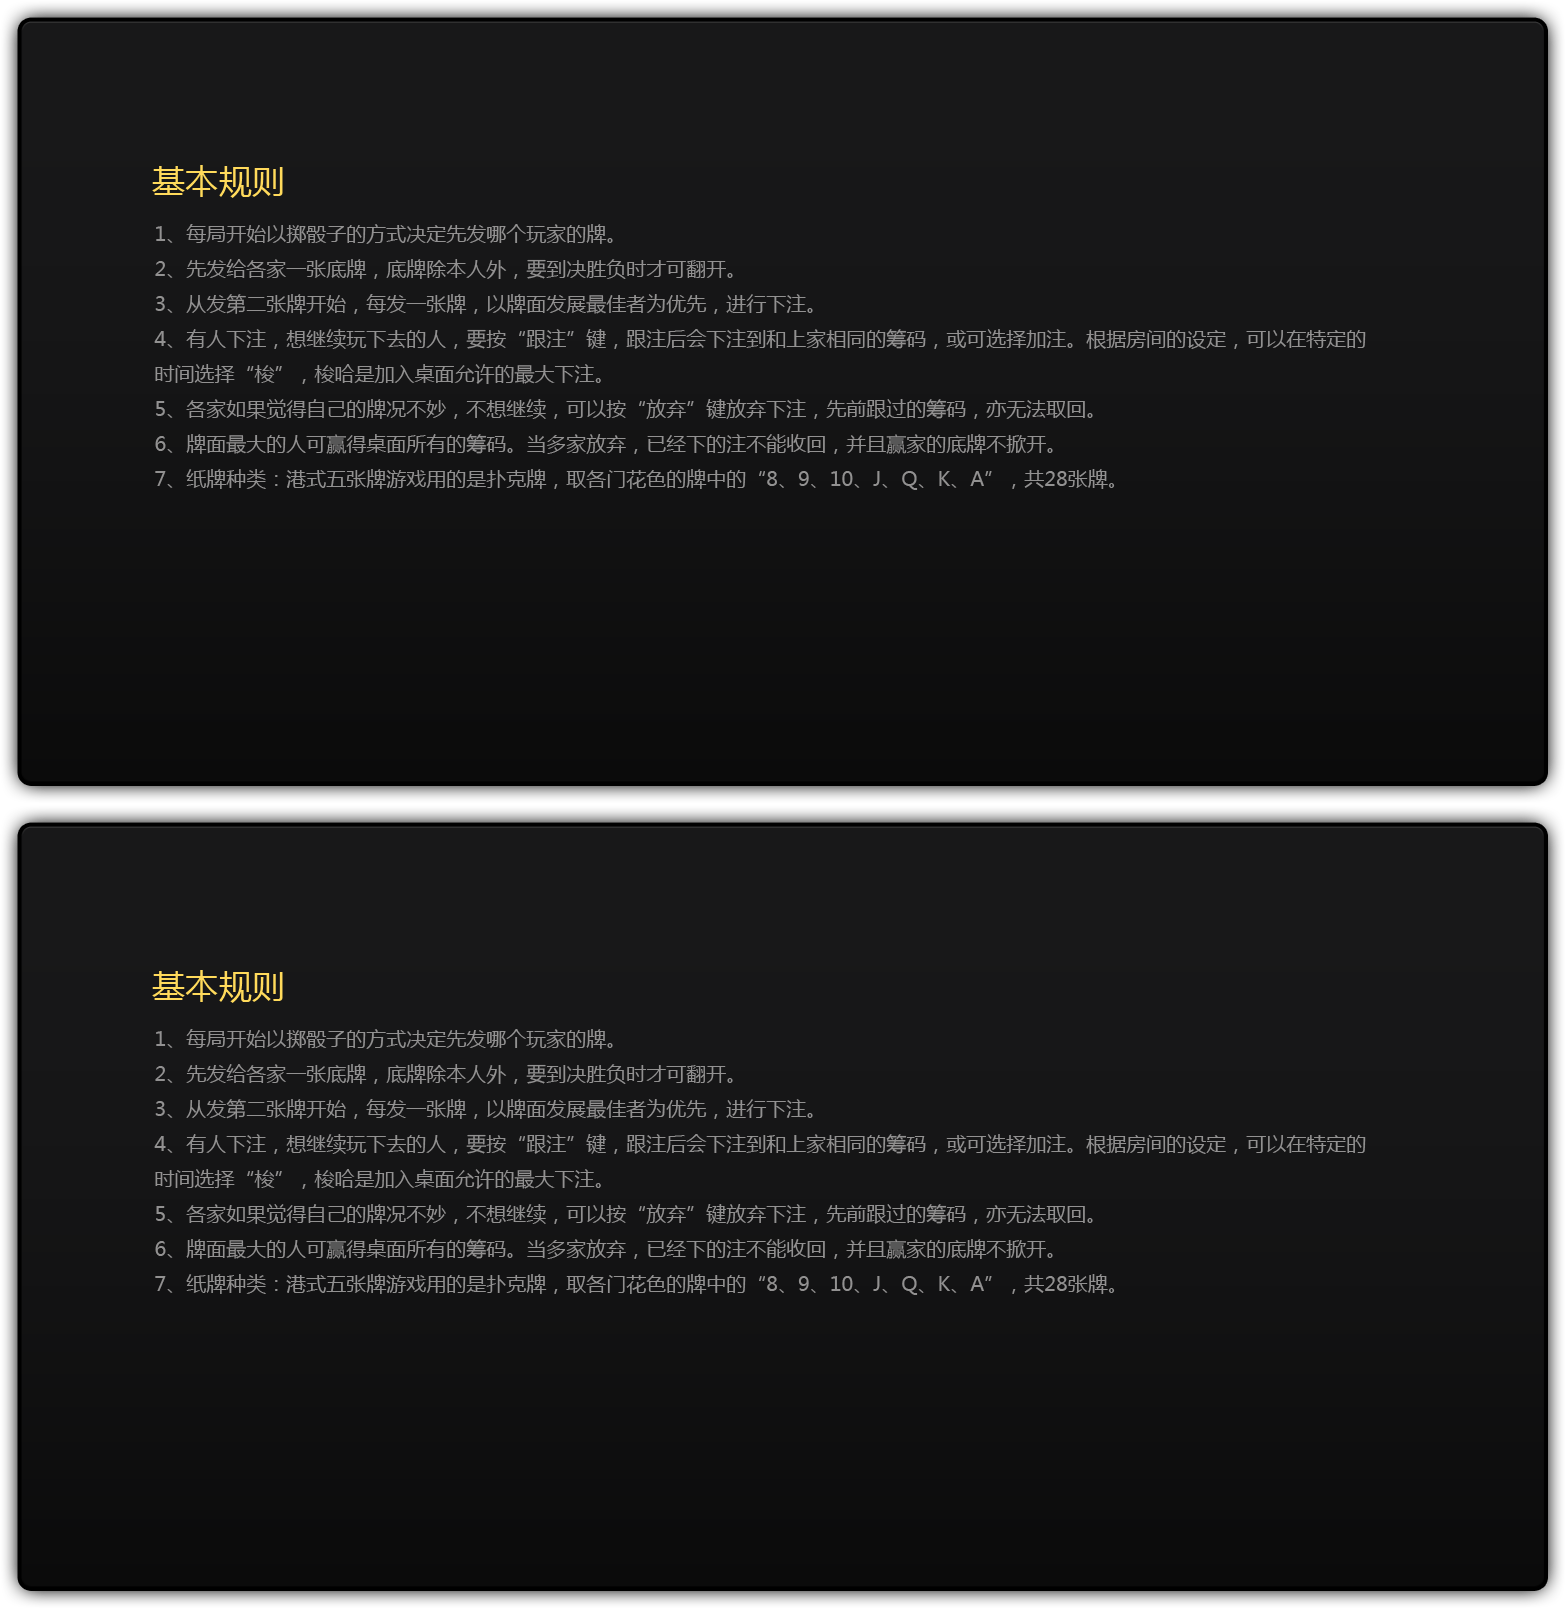 基本规则
1、每局开始以掷骰子的方式决定先发哪个玩家的牌。
2、先发给各家一张底牌，底牌除本人外，要到决胜负时才可翻开。
3、从发第二张牌开始，每发一张牌，以牌面发展最佳者为优先，进行下注。
4、有人下注，想继续玩下去的人，要按“跟注”键，跟注后会下注到和上家相同的筹码，或可选择加注。根据房间的设定，可以在特定的
时间选择“梭”，梭哈是加入桌面允许的最大下注。
5、各家如果觉得自己的牌况不妙，不想继续，可以按“放弃”键放弃下注，先前跟过的筹码，亦无法取回。
6、牌面最大的人可赢得桌面所有的筹码。当多家放弃，已经下的注不能收回，并且赢家的底牌不掀开。
7、纸牌种类：港式五张牌游戏用的是扑克牌，取各门花色的牌中的“8、9、10、J、Q、K、A”，共28张牌。
基本规则
1、每局开始以掷骰子的方式决定先发哪个玩家的牌。
2、先发给各家一张底牌，底牌除本人外，要到决胜负时才可翻开。
3、从发第二张牌开始，每发一张牌，以牌面发展最佳者为优先，进行下注。
4、有人下注，想继续玩下去的人，要按“跟注”键，跟注后会下注到和上家相同的筹码，或可选择加注。根据房间的设定，可以在特定的
时间选择“梭”，梭哈是加入桌面允许的最大下注。
5、各家如果觉得自己的牌况不妙，不想继续，可以按“放弃”键放弃下注，先前跟过的筹码，亦无法取回。
6、牌面最大的人可赢得桌面所有的筹码。当多家放弃，已经下的注不能收回，并且赢家的底牌不掀开。
7、纸牌种类：港式五张牌游戏用的是扑克牌，取各门花色的牌中的“8、9、10、J、Q、K、A”，共28张牌。